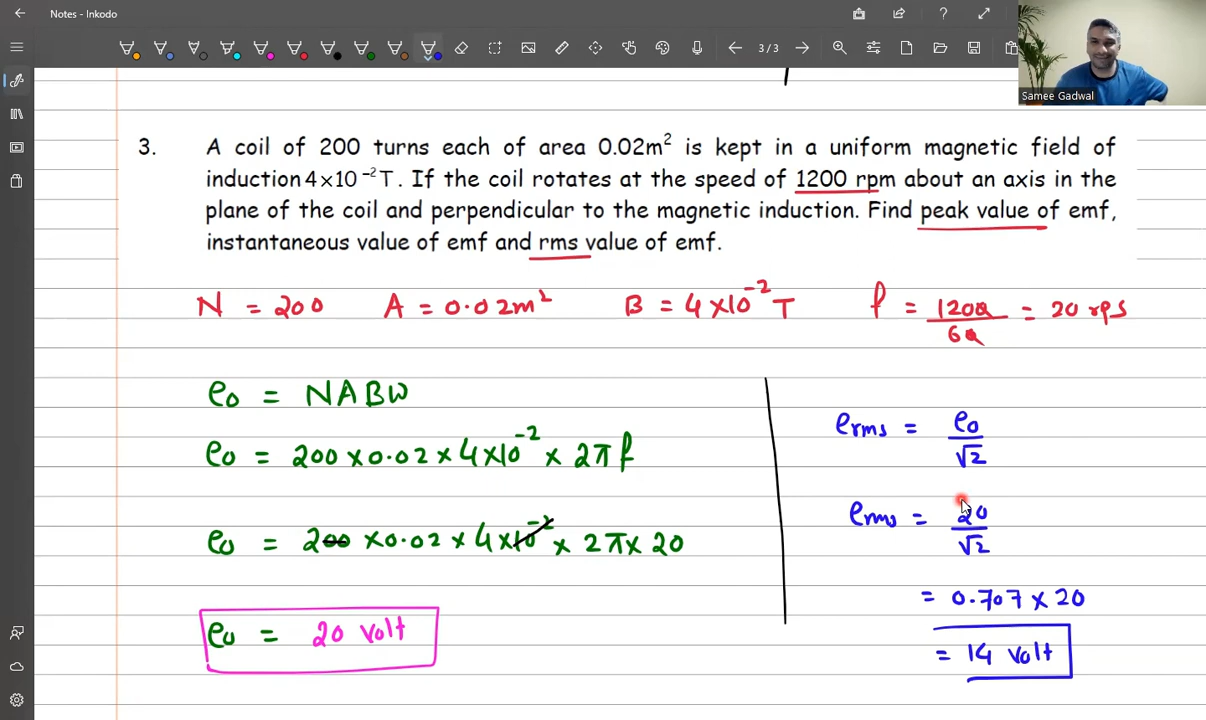 Notes - Inkodo
3/3
Samee Gadwal
3. A coil of 200 turns each of area 0.02m² is kept in a uniform magnetic field of
induction 4×10⁻²T. If the coil rotates at the speed of 1200 rpm about an axis in the
plane of the coil and perpendicular to the magnetic induction. Find peak value of emf,
instantaneous value of emf and rms value of emf.
N = 200 A = 0.02m² B = 4×10⁻² T f = 1200/60 = 20 rps
e₀ = NABW
e₀ = 200 × 0.02 × 4×10⁻² × 2π f
e₀ = 200 × 0.02 × 4×10⁻² × 2π × 20
e₀ = 20 volt
erms = e₀/√2
erms = 20/√2
= 0.707 × 20
= 14 volt